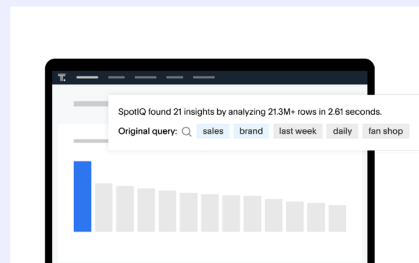 T.
SpotIQ found 21 insights by analyzing 21.3M+ rows in 2.61 seconds.
Original query: sales brand last week daily fan shop